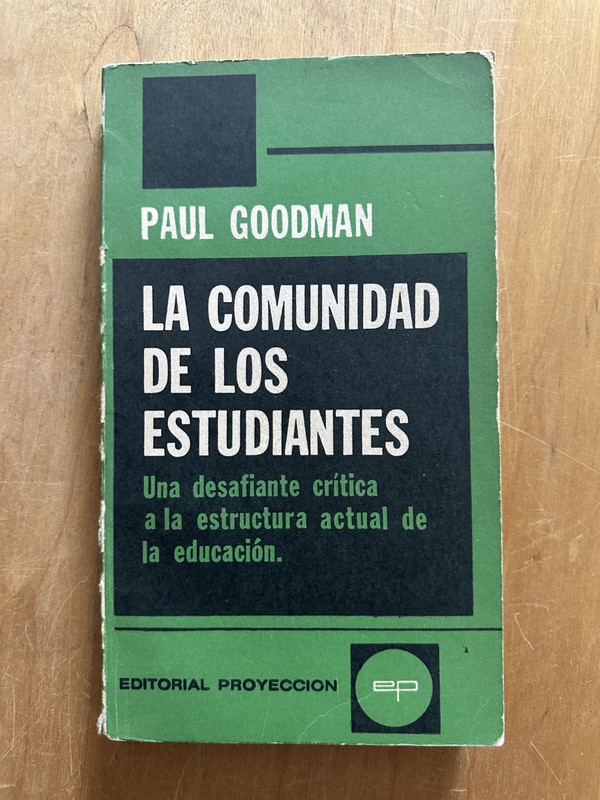 PAUL GOODMAN
LA COMUNIDAD
DE LOS
ESTUDIANTES
Una desafiante crítica
a la estructura actual de
la educación.
EDITORIAL PROYECCION
ep